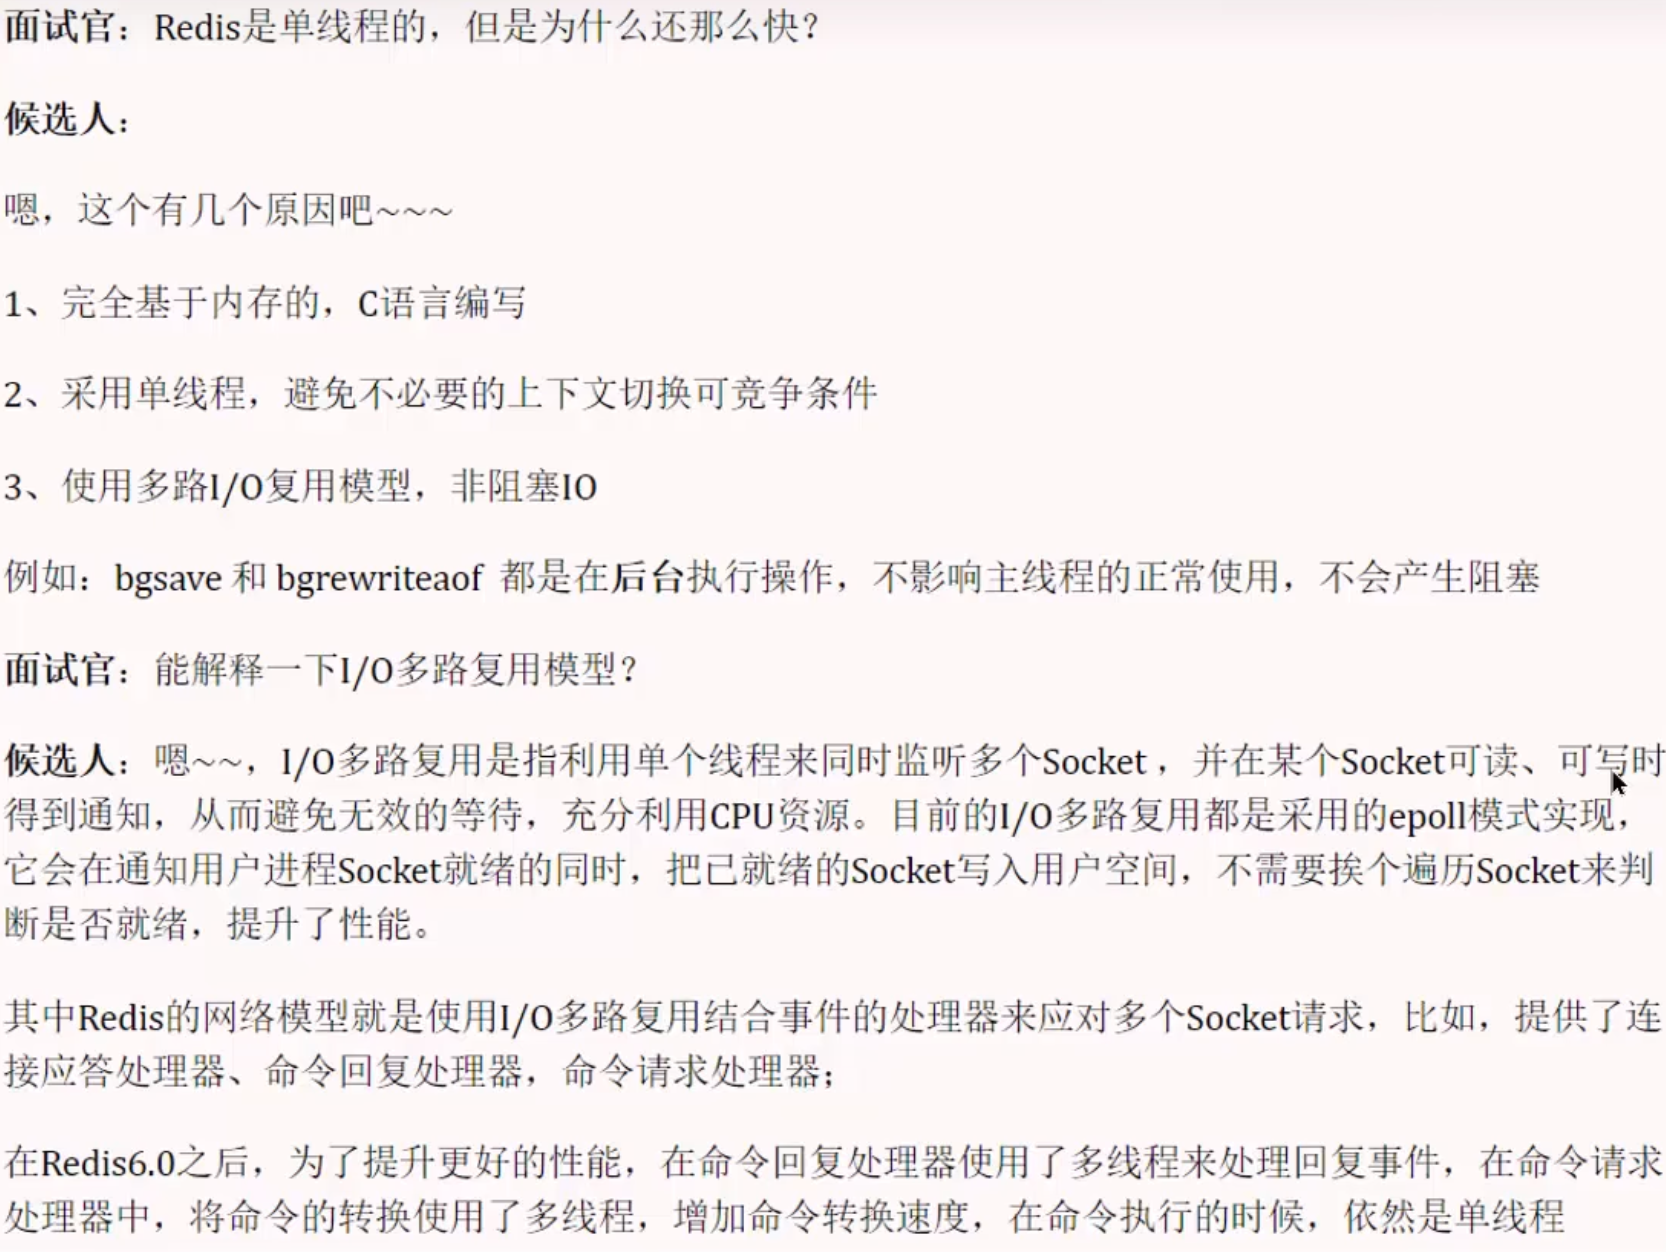 面试官：Redis是单线程的，但是为什么还那么快？
候选人：
嗯，这个有几个原因吧~~~
1、完全基于内存的，C语言编写
2、采用单线程，避免不必要的上下文切换可竞争条件
3、使用多路I/O复用模型，非阻塞IO
例如：bgsave 和 bgrewriteaof 都是在后台执行操作，不影响主线程的正常使用，不会产生阻塞
面试官：能解释一下I/O多路复用模型？
候选人：嗯~~，I/O多路复用是指利用单个线程来同时监听多个Socket ，并在某个Socket可读、可写时
得到通知，从而避免无效的等待，充分利用CPU资源。目前的I/O多路复用都是采用的epoll模式实现，
它会在通知用户进程Socket就绪的同时，把已就绪的Socket写入用户空间，不需要挨个遍历Socket来判
断是否就绪，提升了性能。
其中Redis的网络模型就是使用I/O多路复用结合事件的处理器来应对多个Socket请求，比如，提供了连
接应答处理器、命令回复处理器，命令请求处理器；
在Redis6.0之后，为了提升更好的性能，在命令回复处理器使用了多线程来处理回复事件，在命令请求
处理器中，将命令的转换使用了多线程，增加命令转换速度，在命令执行的时候，依然是单线程